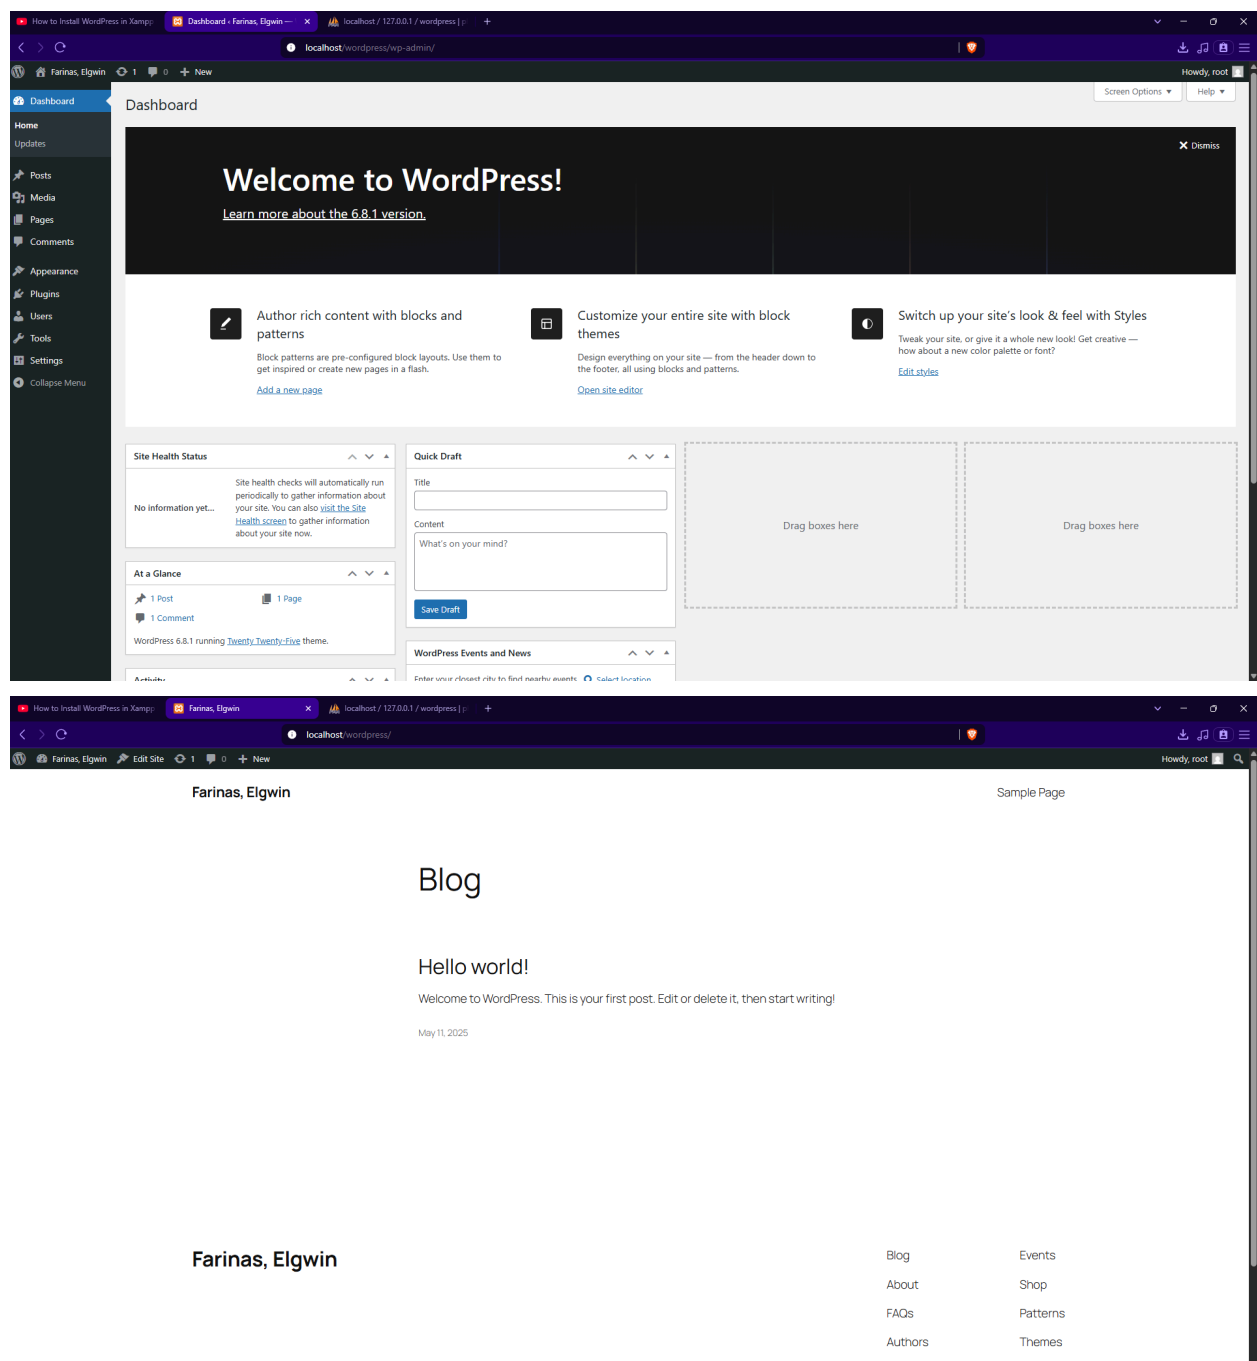 How to Install WordPress in Xampp
Dashboard ‹ Farinas, Elgwin —
localhost / 127.0.0.1 / wordpress | p
localhost/wordpress/wp-admin/
Farinas, Elgwin 1 0 New
Howdy, root
Dashboard
Home
Updates
Posts
Media
Pages
Comments
Appearance
Plugins
Users
Tools
Settings
Collapse Menu
Dashboard
Screen Options
Help
Dismiss
Welcome to WordPress!
Learn more about the 6.8.1 version.
Author rich content with blocks and
patterns
Block patterns are pre-configured block layouts. Use them to
get inspired or create new pages in a flash.
Add a new page
Customize your entire site with block
themes
Design everything on your site — from the header down to
the footer, all using blocks and patterns.
Open site editor
Switch up your site’s look & feel with Styles
Tweak your site, or give it a whole new look! Get creative —
how about a new color palette or font?
Edit styles
Site Health Status
No information yet...
Site health checks will automatically run
periodically to gather information about
your site. You can also visit the Site
Health screen to gather information
about your site now.
At a Glance
1 Post
1 Page
1 Comment
WordPress 6.8.1 running Twenty Twenty-Five theme.
Activity
Quick Draft
Title
Content
What's on your mind?
Save Draft
WordPress Events and News
Enter your closest city to find nearby events. Select location
Drag boxes here
Drag boxes here
How to Install WordPress in Xampp
Farinas, Elgwin
localhost / 127.0.0.1 / wordpress | p
localhost/wordpress/
Farinas, Elgwin Edit Site 1 0 New
Howdy, root
Farinas, Elgwin
Sample Page
Blog
Hello world!
Welcome to WordPress. This is your first post. Edit or delete it, then start writing!
May 11, 2025
Farinas, Elgwin
Blog
About
FAQs
Authors
Events
Shop
Patterns
Themes